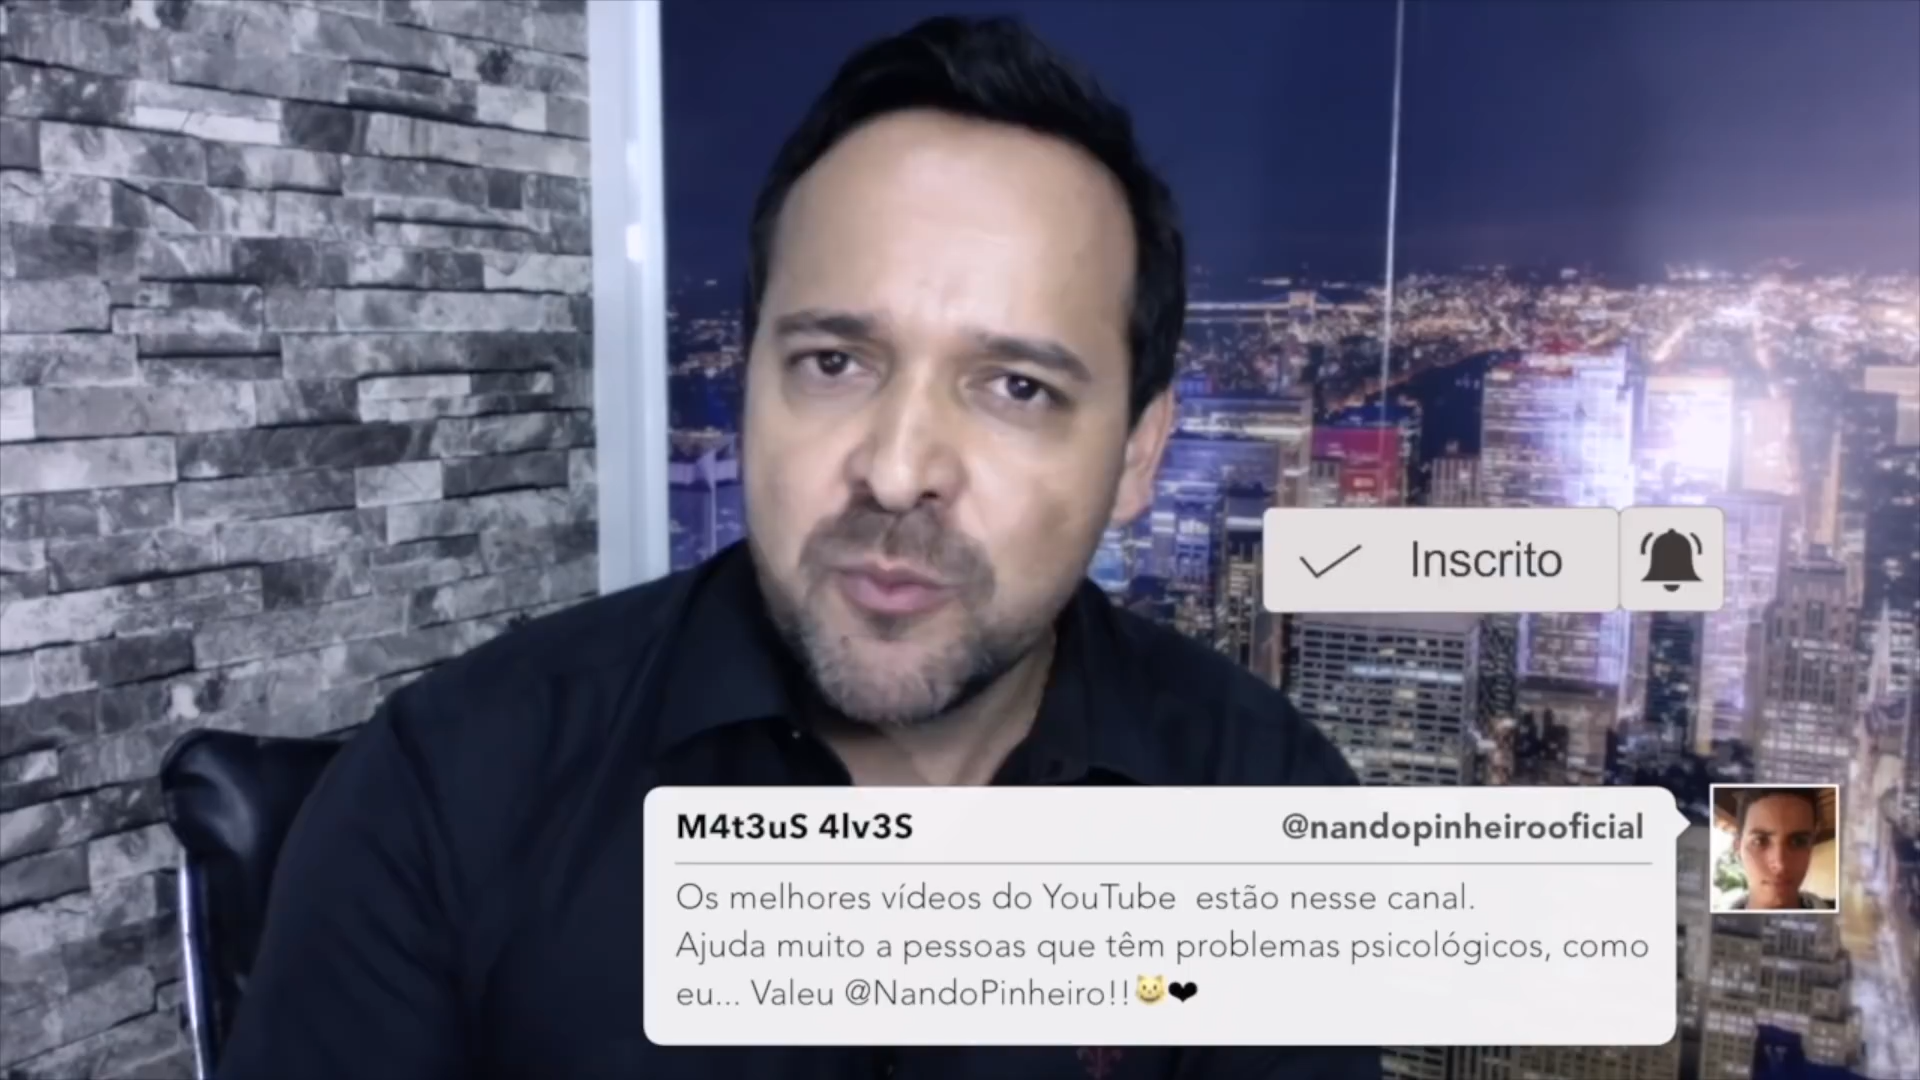 Inscrito
M4t3uS 4lv3S @nandopinheirooficial
Os melhores vídeos do YouTube estão nesse canal.
Ajuda muito a pessoas que têm problemas psicológicos, como
eu... Valeu @NandoPinheiro!!😺❤